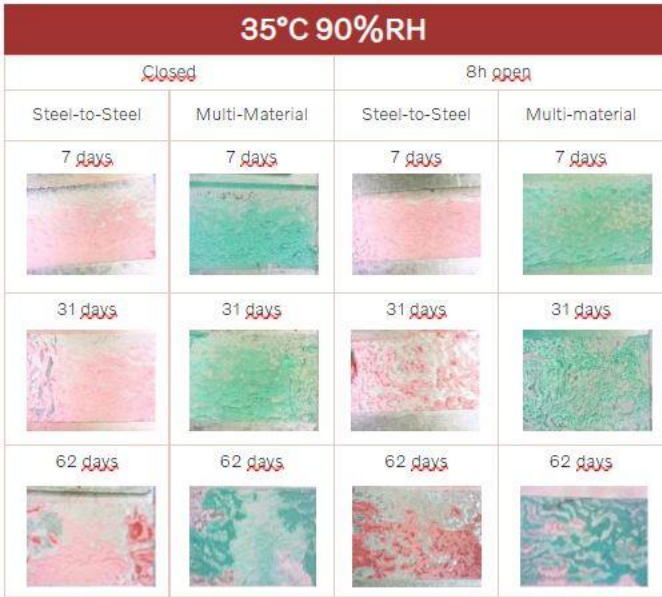 35°C 90%RH
Closed 8h open
Steel-to-Steel Multi-Material Steel-to-Steel Multi-material
7 days 7 days 7 days 7 days
31 days 31 days 31 days 31 days
62 days 62 days 62 days 62 days